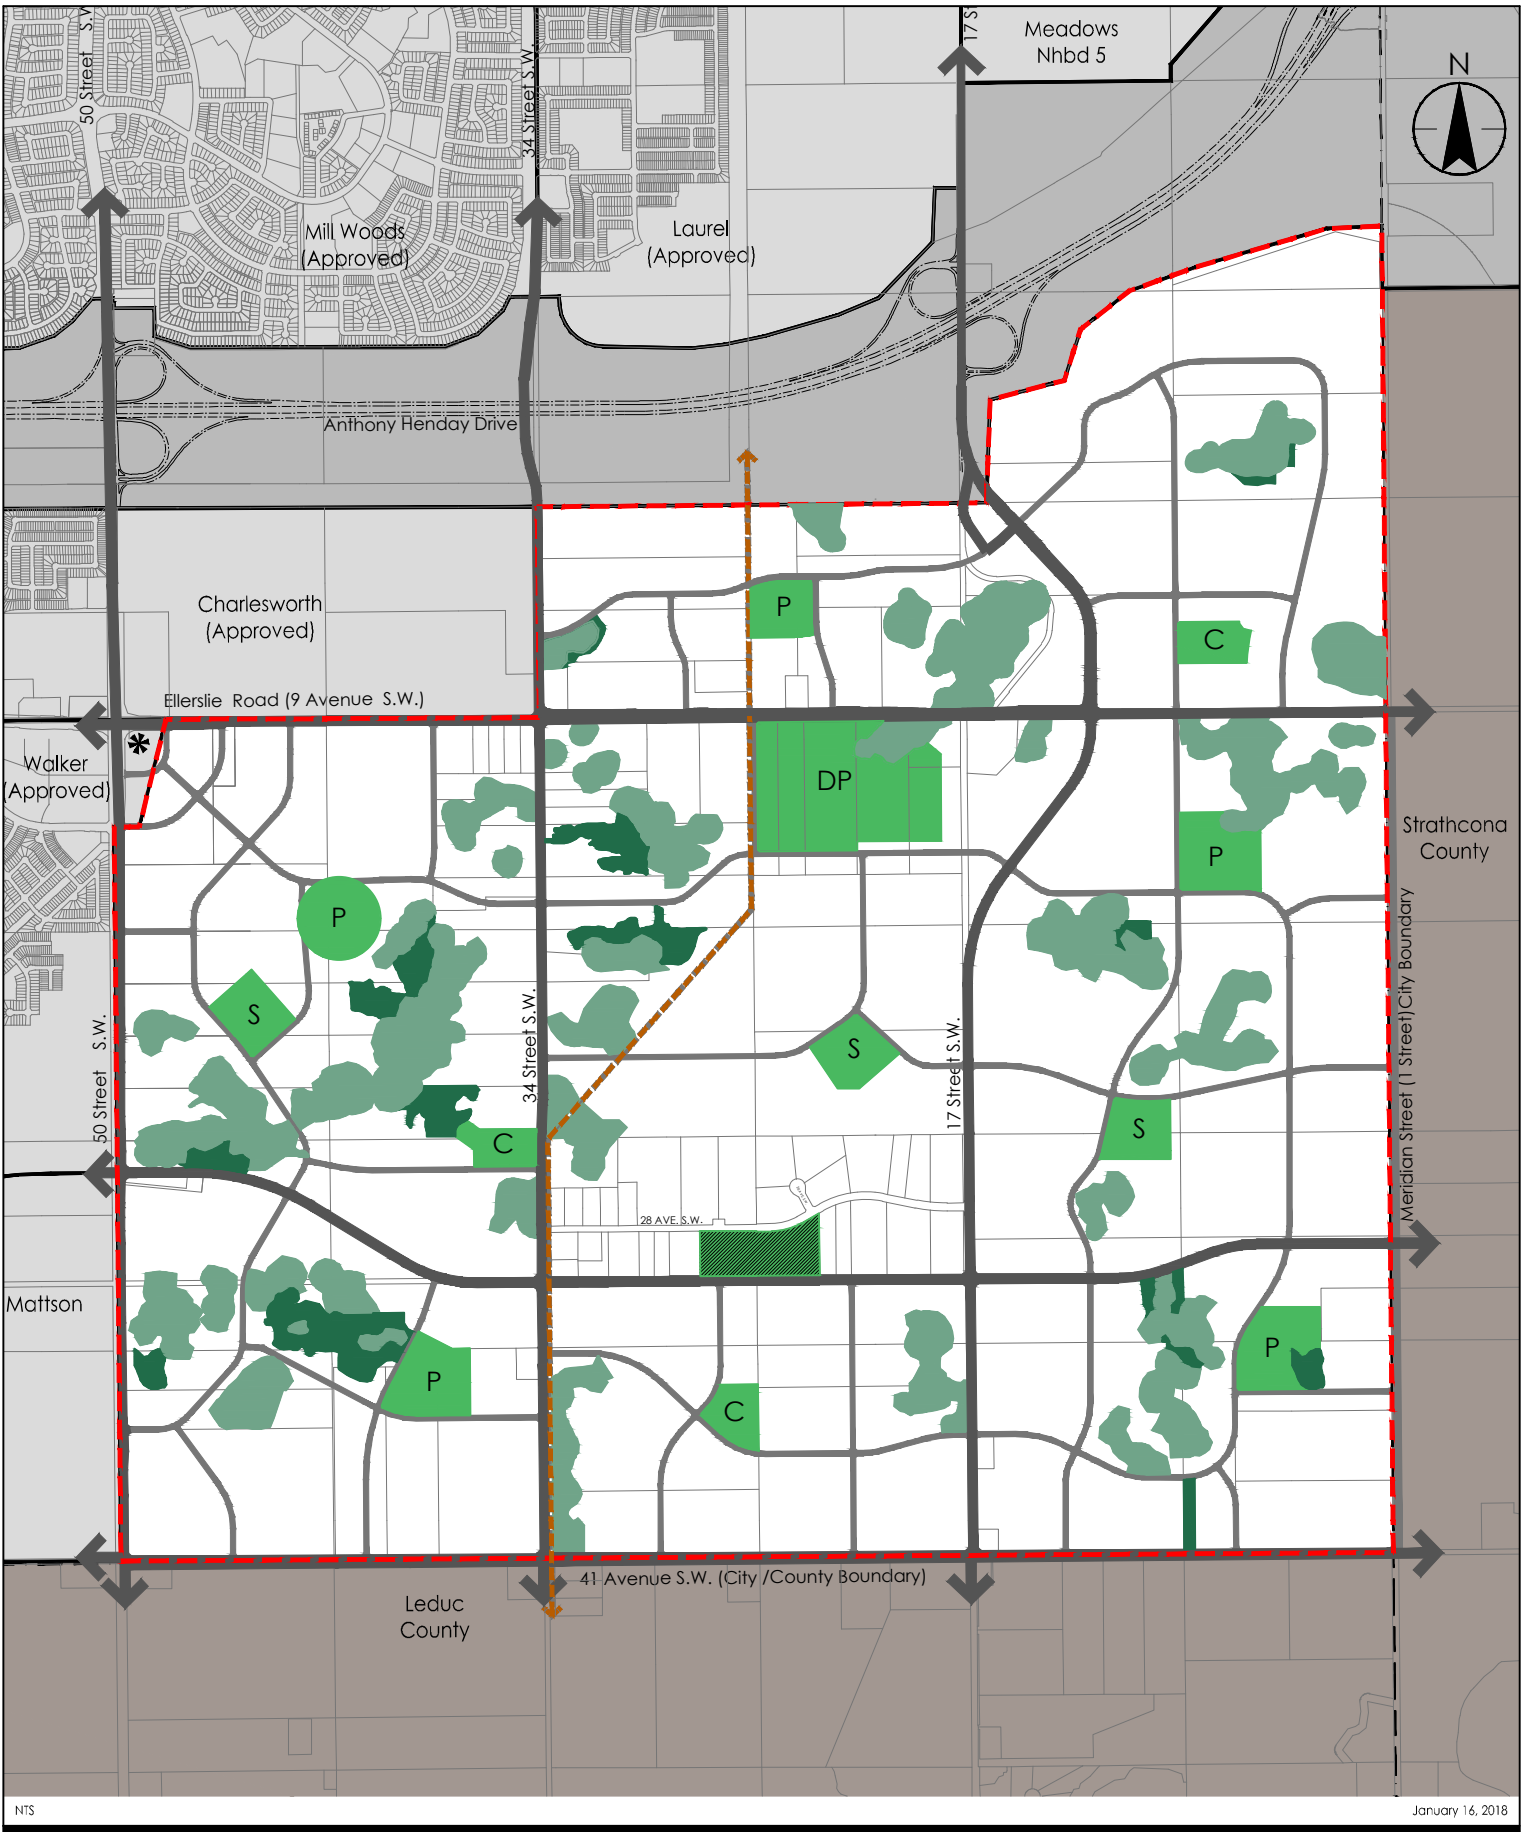 50 Street S.W.
34 Street S.W.
17 St
Meadows
Nhbd 5
N
Mill Woods
(Approved)
Laurel
(Approved)
Anthony Henday Drive
Charlesworth
(Approved)
P
C
Ellerslie Road (9 Avenue S.W.)
Walker
(Approved)
DP
Strathcona
County
P
P
S
S
S
50 Street S.W.
34 Street S.W.
17 Street S.W.
Meridian Street (1 Street)City Boundary
C
28 AVE. S.W.
Mattson
P
P
C
41 Avenue S.W. (City /County Boundary)
Leduc
County
NTS
January 16, 2018